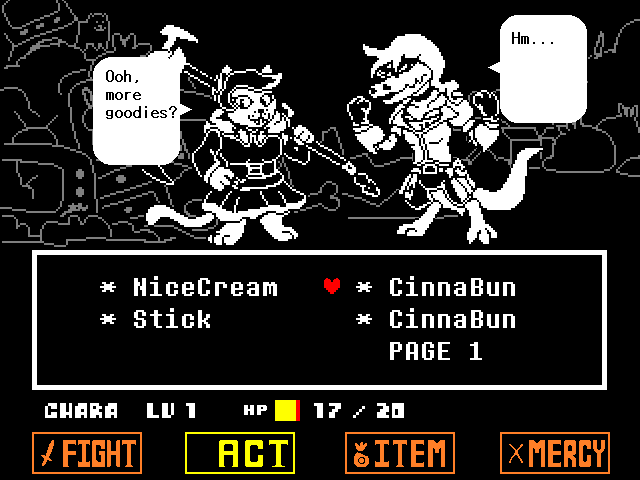 Ooh,
more
goodies?
Hm...
* NiceCream * CinnaBun
* Stick * CinnaBun
PAGE 1
CHARA LV 1 HP 17 / 20
FIGHT ACT ITEM MERCY